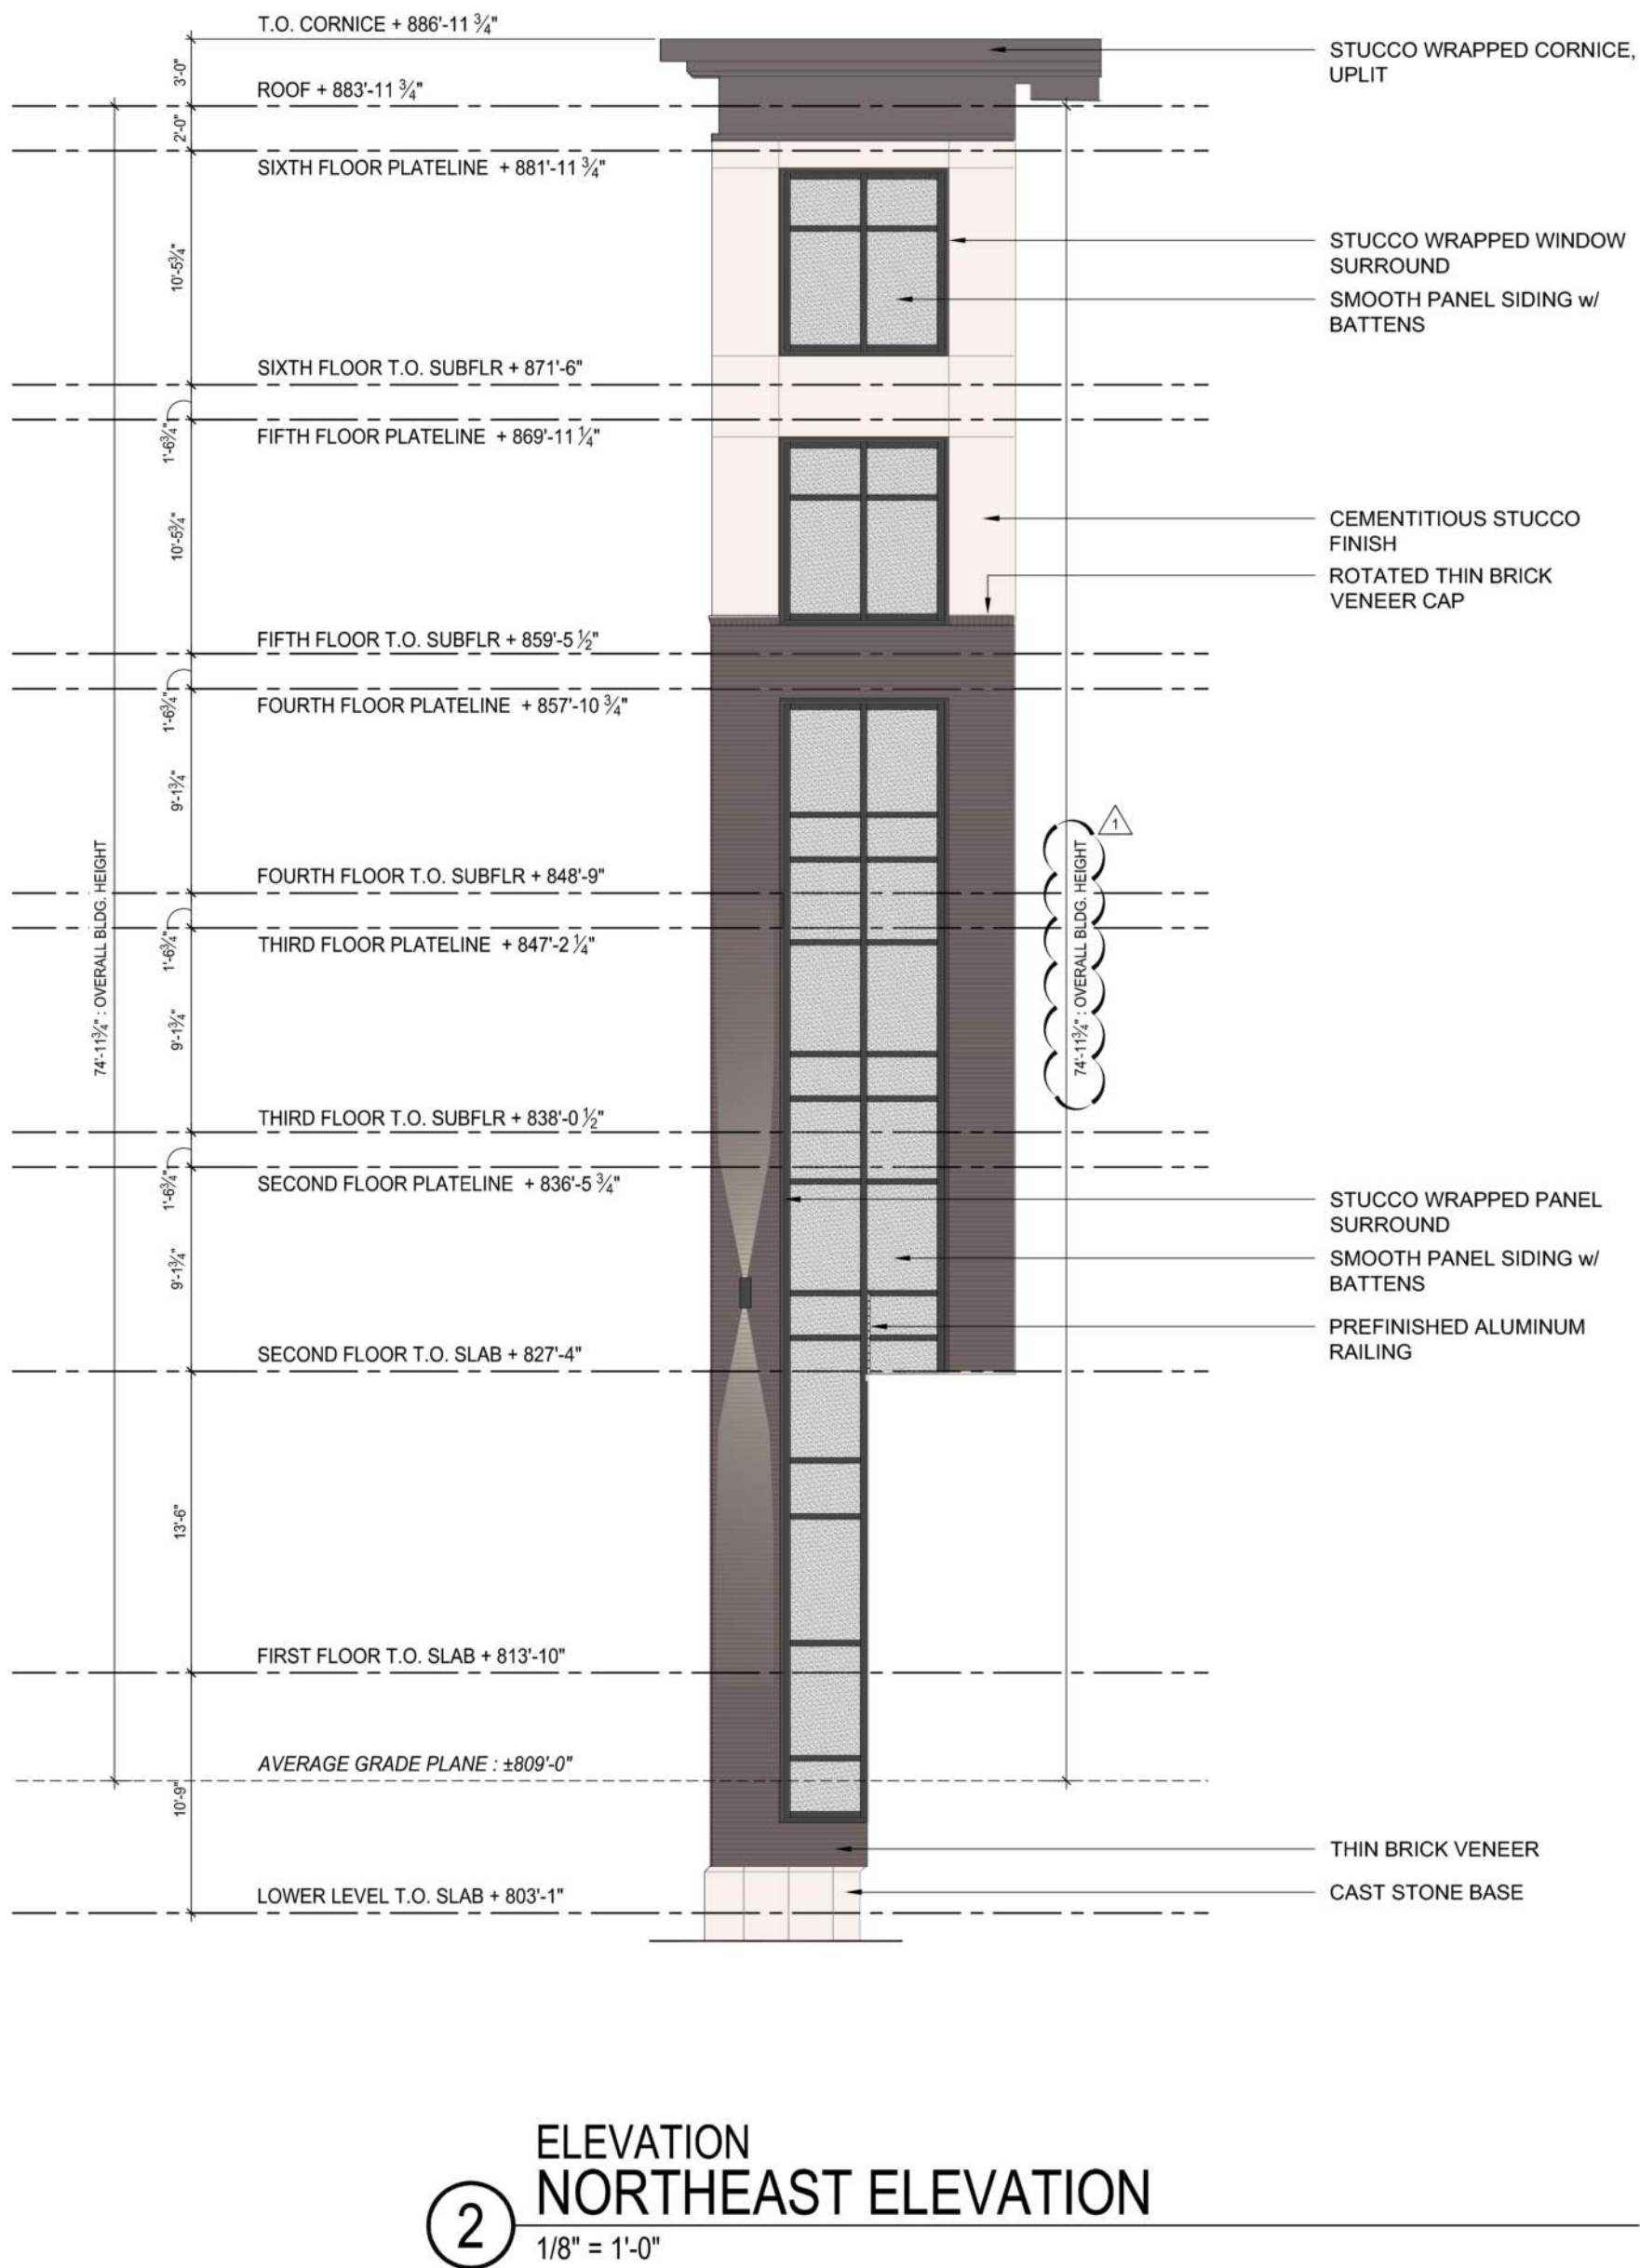 T.O. CORNICE + 886'-11 ¾"
3'-0"
STUCCO WRAPPED CORNICE,
UPLIT
ROOF + 883'-11 ¾"
2'-0"
SIXTH FLOOR PLATELINE + 881'-11 ¾"
10'-5¾"
STUCCO WRAPPED WINDOW
SURROUND
SMOOTH PANEL SIDING w/
BATTENS
SIXTH FLOOR T.O. SUBFLR + 871'-6"
1'-6¾"
FIFTH FLOOR PLATELINE + 869'-11 ¼"
10'-5¾"
CEMENTITIOUS STUCCO
FINISH
ROTATED THIN BRICK
VENEER CAP
FIFTH FLOOR T.O. SUBFLR + 859'-5 ½"
1'-6¾"
FOURTH FLOOR PLATELINE + 857'-10 ¾"
9'-1¾"
1
74'-11¾" : OVERALL BLDG. HEIGHT
74'-11¾" : OVERALL BLDG. HEIGHT
FOURTH FLOOR T.O. SUBFLR + 848'-9"
1'-6¾"
THIRD FLOOR PLATELINE + 847'-2 ¼"
9'-1¾"
THIRD FLOOR T.O. SUBFLR + 838'-0 ½"
1'-6¾"
SECOND FLOOR PLATELINE + 836'-5 ¾"
9'-1¾"
STUCCO WRAPPED PANEL
SURROUND
SMOOTH PANEL SIDING w/
BATTENS
PREFINISHED ALUMINUM
RAILING
SECOND FLOOR T.O. SLAB + 827'-4"
13'-6"
FIRST FLOOR T.O. SLAB + 813'-10"
AVERAGE GRADE PLANE : ±809'-0"
10'-9"
THIN BRICK VENEER
LOWER LEVEL T.O. SLAB + 803'-1"
CAST STONE BASE
ELEVATION
2
NORTHEAST ELEVATION
1/8" = 1'-0"